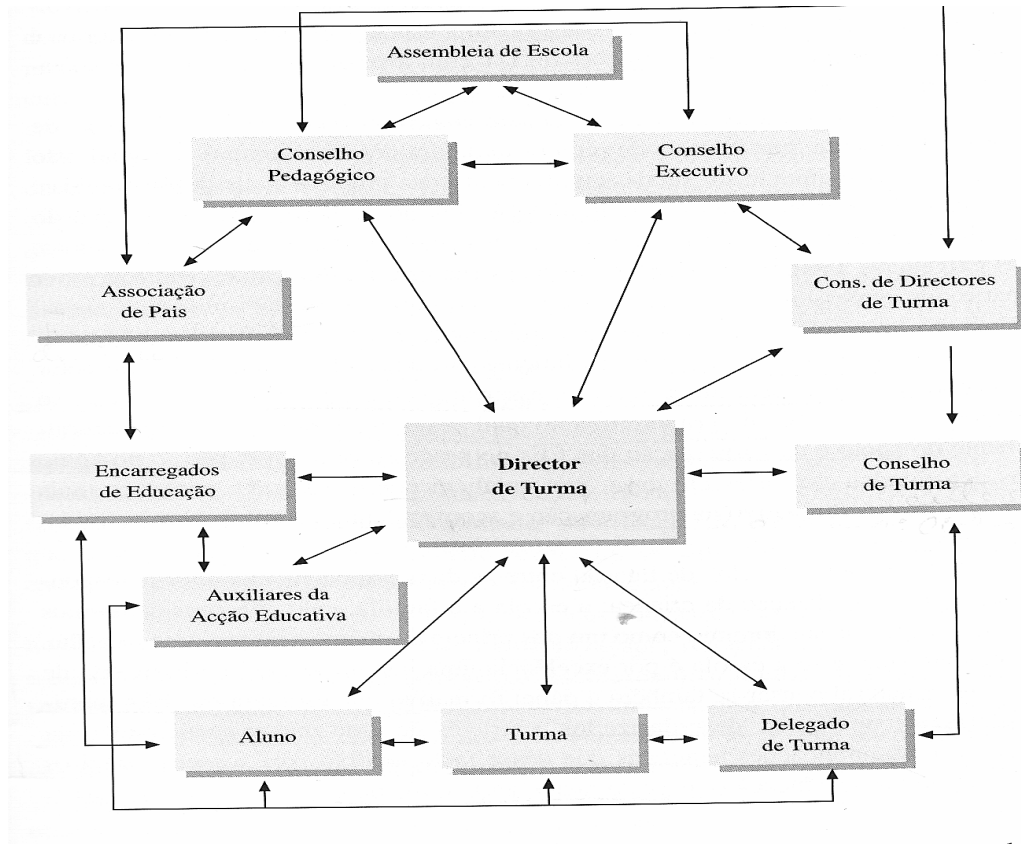 Assembleia de Escola
Conselho
Pedagógico
Conselho
Executivo
Associação
de Pais
Cons. de Directores
de Turma
Encarregados
de Educação
Director
de Turma
Conselho
de Turma
Auxiliares da
Acção Educativa
Aluno
Turma
Delegado
de Turma